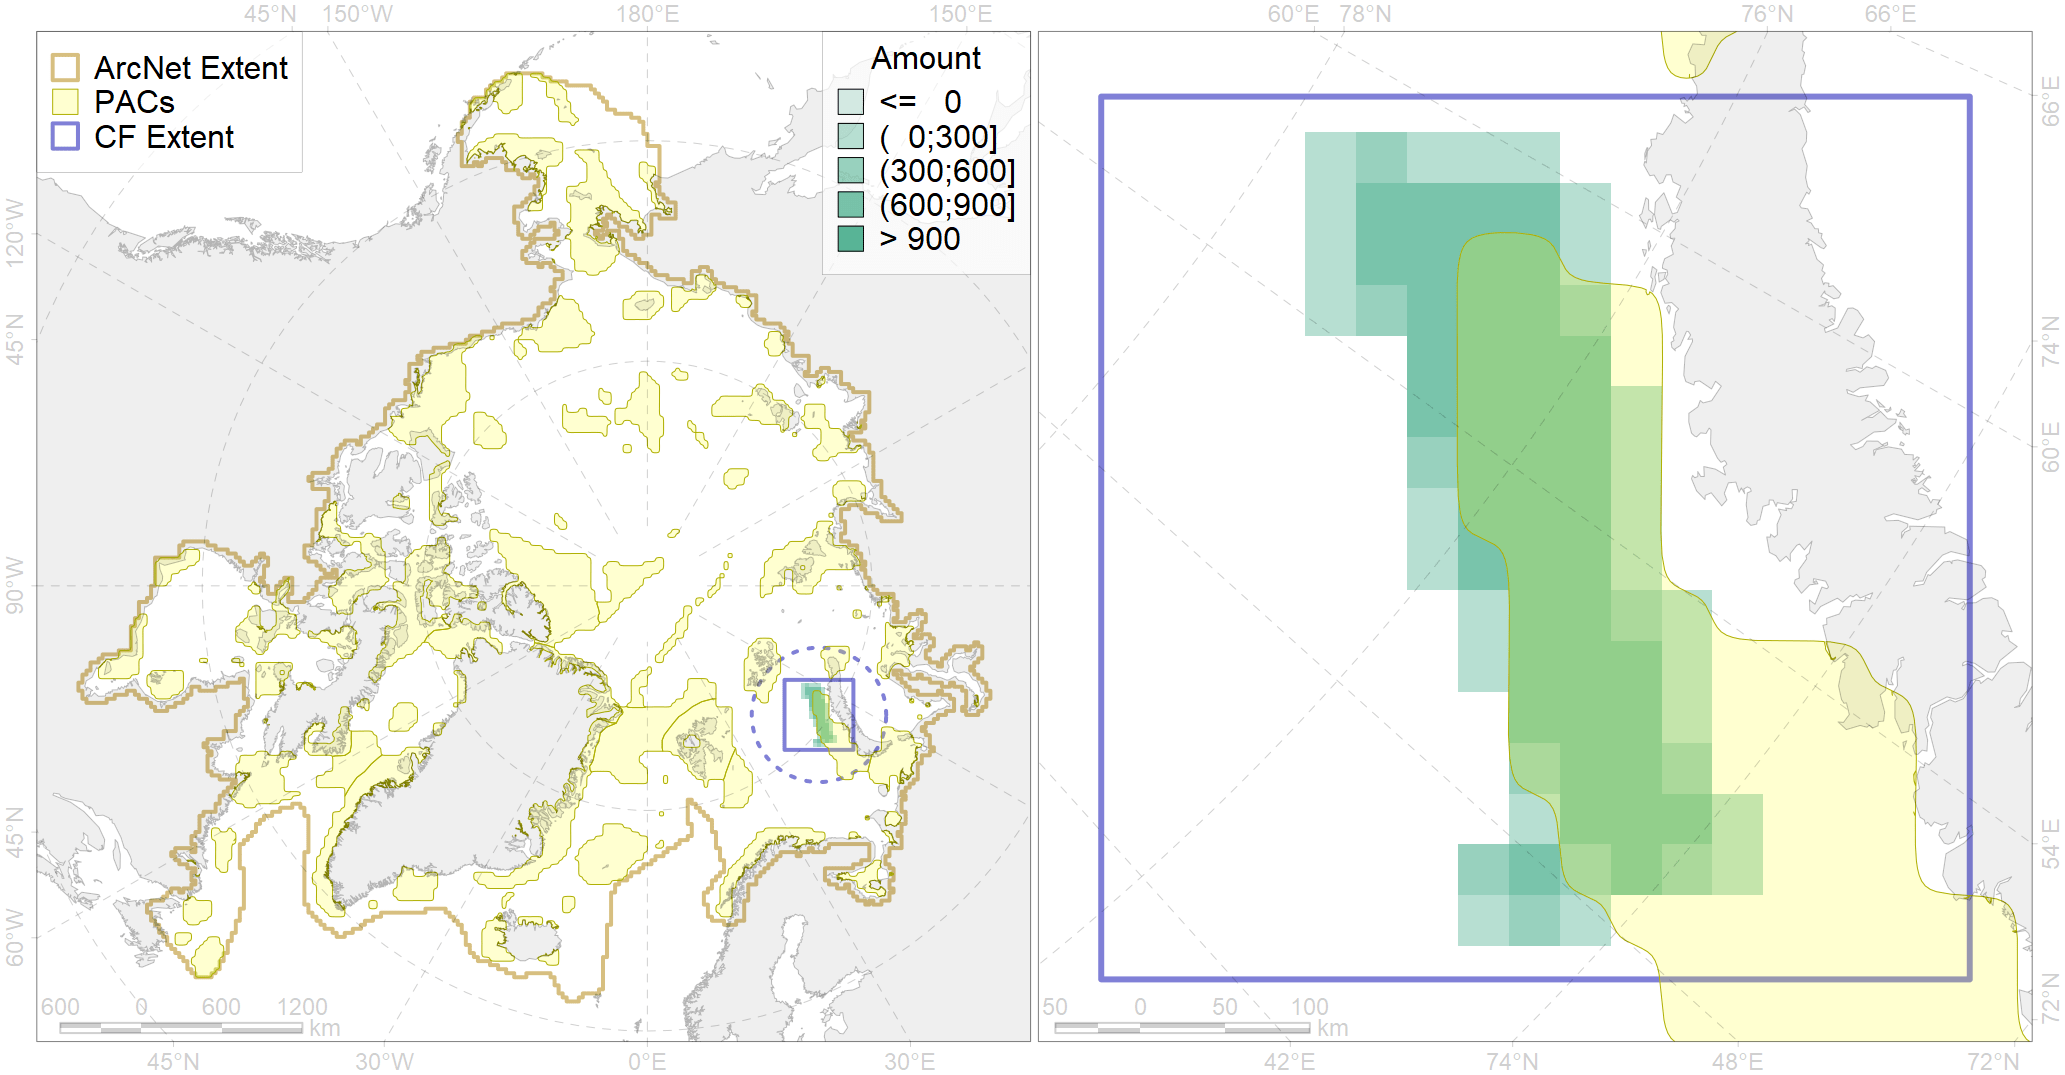 45°N 150°W 180°E 150°E
60°E 78°N 76°N 66°E
ArcNet Extent
PACs
CF Extent
Amount
<= 0
( 0;300]
(300;600]
(600;900]
> 900
120°W
45°N
90°W
45°N
60°W
66°E
74°N
60°E
54°E
72°N
600 0 600 1200
km
50 0 50 100
km
45°N 30°W 0°E 30°E
42°E 74°N 48°E 72°N